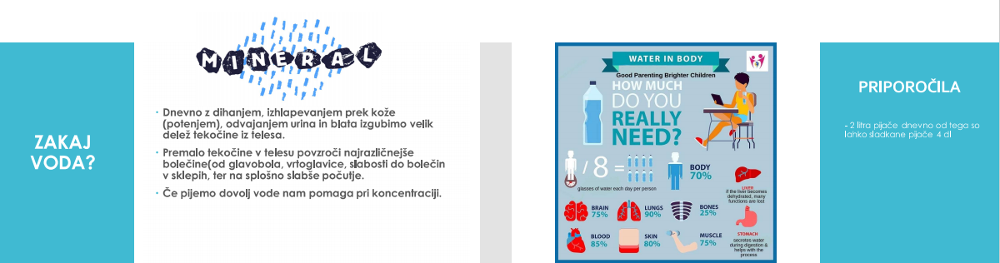 ZAKAJ
VODA?
MINERAL
Dnevno z dihanjem, izhlapevanjem prek kože
(potenjem), odvajanjem urina in blata izgubimo velik
delež tekočine iz telesa.
Premalo tekočine v telesu povzroči najrazličnejše
bolečine(od glavobola, vrtoglavice, slabosti do bolečin
v sklepih, ter na splošno slabše počutje.
Če pijemo dovolj vode nam pomaga pri koncentraciji.
WATER IN BODY
Good Parenting Brighter Children
HOW MUCH
DO YOU
REALLY
NEED?
/ 8 =
glasses of water each day per person
BODY
70%
LIVER
if the liver becomes
dehydrated, many
functions are lost
BRAIN
75%
LUNGS
90%
BONES
25%
STOMACH
secretes water
during digestion &
helps with the
process
BLOOD
85%
SKIN
80%
MUSCLE
75%
PRIPOROČILA
- 2 litra pijače dnevno od tega so
lahko sladkane pijače 4 dl